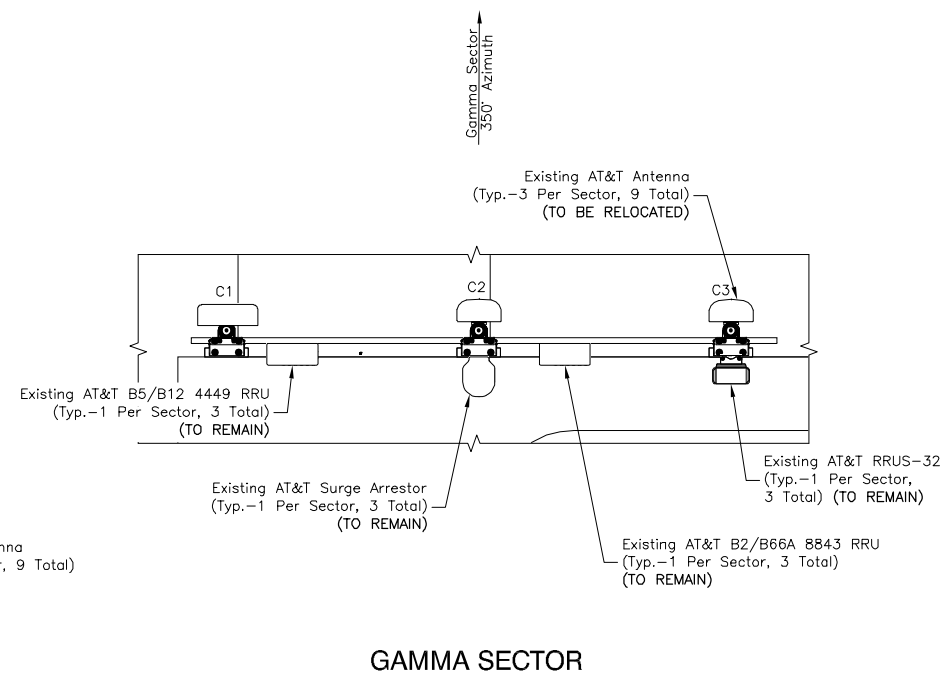 Gamma Sector
350° Azimuth
Existing AT&T Antenna
(Typ.-3 Per Sector, 9 Total)
(TO BE RELOCATED)
C1
C2
C3
Existing AT&T B5/B12 4449 RRU
(Typ.-1 Per Sector, 3 Total)
(TO REMAIN)
Existing AT&T Surge Arrestor
(Typ.-1 Per Sector, 3 Total)
(TO REMAIN)
Existing AT&T RRUS-32
(Typ.-1 Per Sector,
3 Total) (TO REMAIN)
Existing AT&T B2/B66A 8843 RRU
(Typ.-1 Per Sector, 3 Total)
(TO REMAIN)
nna
r, 9 Total)
GAMMA SECTOR